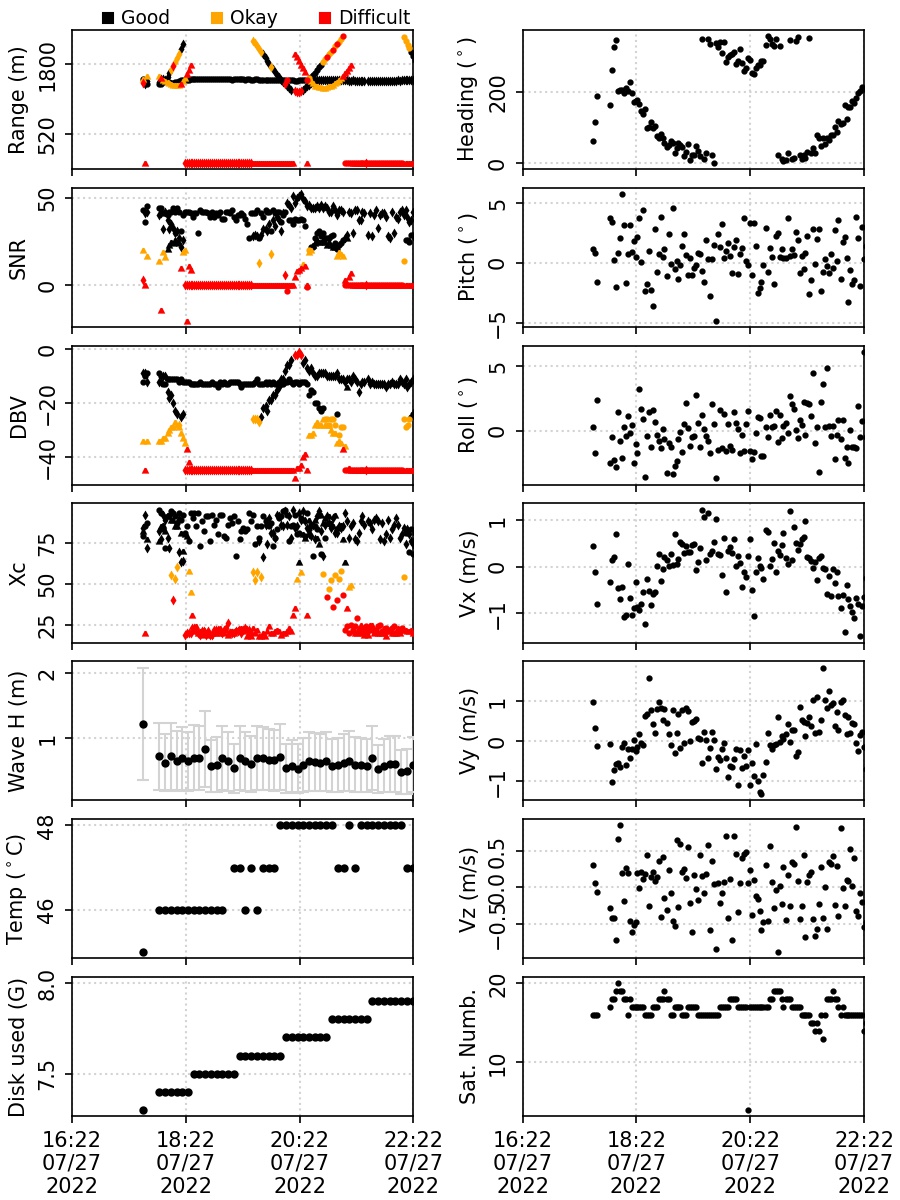 Good Okay Difficult
Range (m)
1800
520
Heading (°)
200
0
SNR
50
0
Pitch (°)
5
0
−5
DBV
0
−20
−40
Roll (°)
5
0
Xc
75
50
25
Vx (m/s)
1
0
−1
Wave H (m)
2
1
Vy (m/s)
1
0
−1
Temp (°C)
48
46
Vz (m/s)
0.5
0.0
−0.5
Disk used (G)
8.0
7.5
Sat. Numb.
20
10
16:22 18:22 20:22 22:22
07/27 07/27 07/27 07/27
2022 2022 2022 2022
16:22 18:22 20:22 22:22
07/27 07/27 07/27 07/27
2022 2022 2022 2022